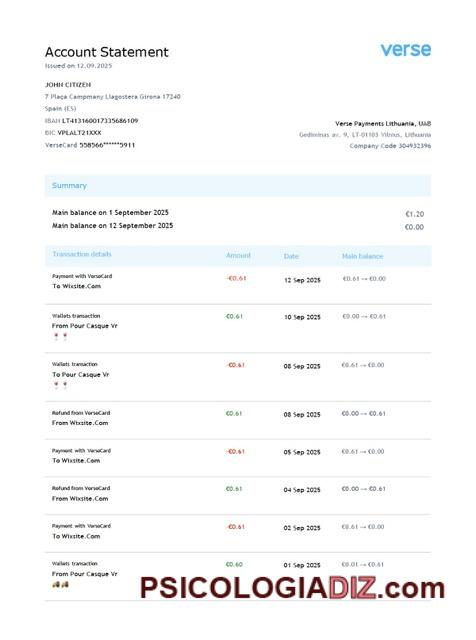 Account Statement
verse
Issued on 12.09.2025
JOHN CITIZEN
7 Plaça Campmany Llagostera Girona 17240
Spain (ES)
IBAN LT413160017335686109
BIC VPLALT21XXX
VerseCard 558566******5911
Verse Payments Lithuania, UAB
Gediminas av. 9, LT-01103 Vilnius, Lithuania
Company Code 304932396
Summary
Main balance on 1 September 2025 €1.20
Main balance on 12 September 2025 €0.00
Transaction details Amount Date Main balance
Payment with VerseCard
To Wixsite.Com -€0.61 12 Sep 2025 €0.61 → €0.00
Wallets transaction
From Pour Casque Vr €0.61 10 Sep 2025 €0.00 → €0.61
Wallets transaction
To Pour Casque Vr -€0.61 08 Sep 2025 €0.61 → €0.00
Refund from VerseCard
From Wixsite.Com €0.61 08 Sep 2025 €0.00 → €0.61
Payment with VerseCard
To Wixsite.Com -€0.61 05 Sep 2025 €0.61 → €0.00
Refund from VerseCard
From Wixsite.Com €0.61 04 Sep 2025 €0.00 → €0.61
Payment with VerseCard
To Wixsite.Com -€0.61 02 Sep 2025 €0.61 → €0.00
Wallets transaction
From Pour Casque Vr €0.60 01 Sep 2025 €0.01 → €0.61
PSICOLOGIADIZ.com